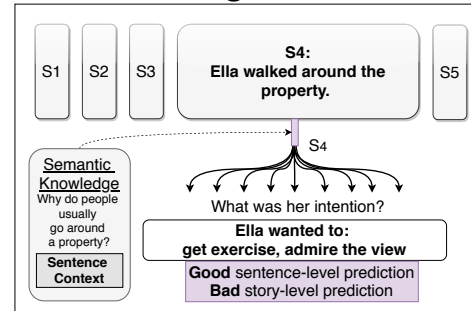 S1
S2
S3
S4:
Ella walked around the
property.
S5
S4
Semantic
Knowledge
Why do people
usually
go around
a property?
Sentence
Context
What was her intention?
Ella wanted to:
get exercise, admire the view
Good sentence-level prediction
Bad story-level prediction